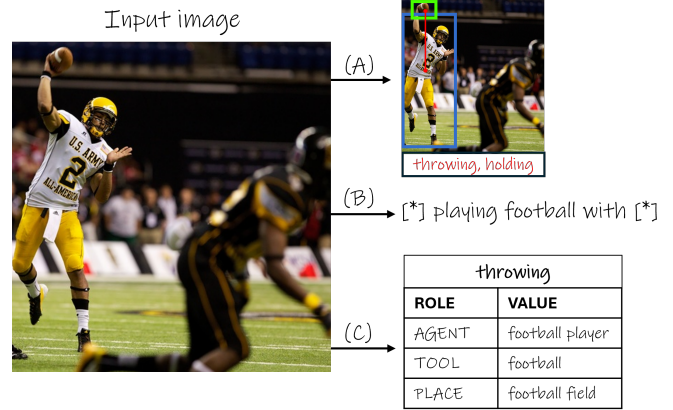 Input image
(A)
U.S. ARMY
2
ALL-AMERICAN
throwing, holding
(B)
[*] playing football with [*]
(C)
throwing
ROLE VALUE
AGENT football player
TOOL football
PLACE football field